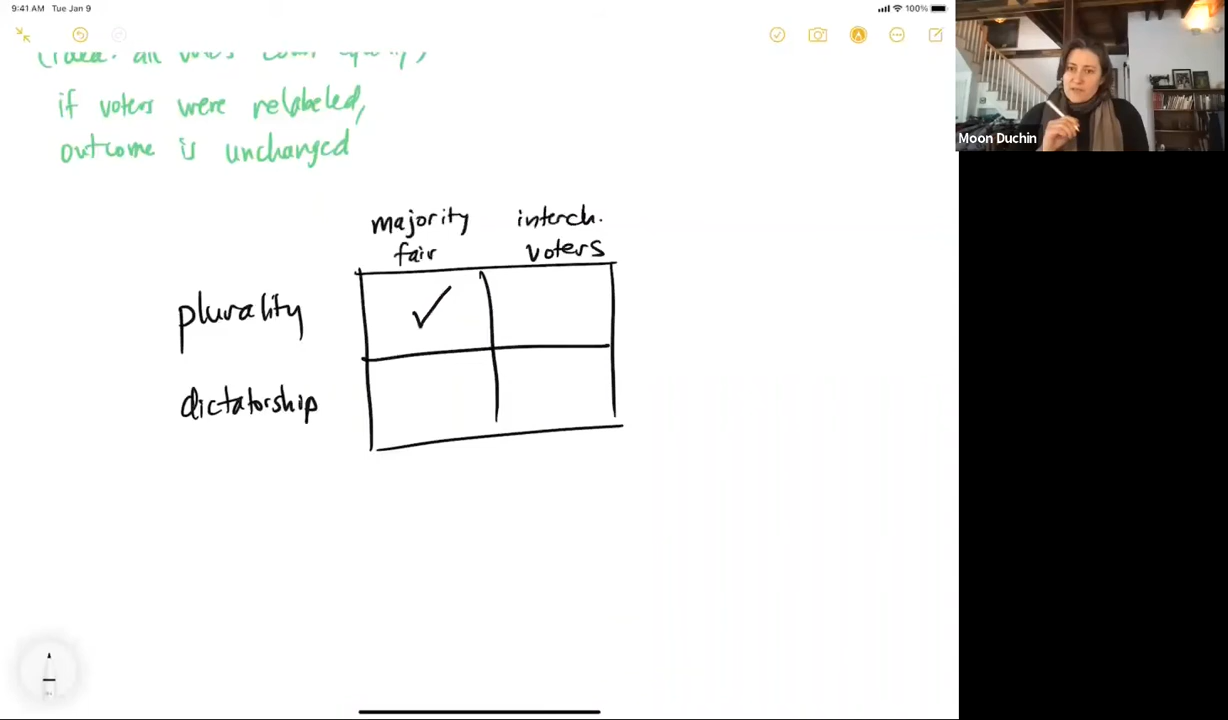 9:41 AM Tue Jan 9
100%
all
if voters were relabeled,
outcome is unchanged
majority fair
interch. voters
plurality
dictatorship
Moon Duchin